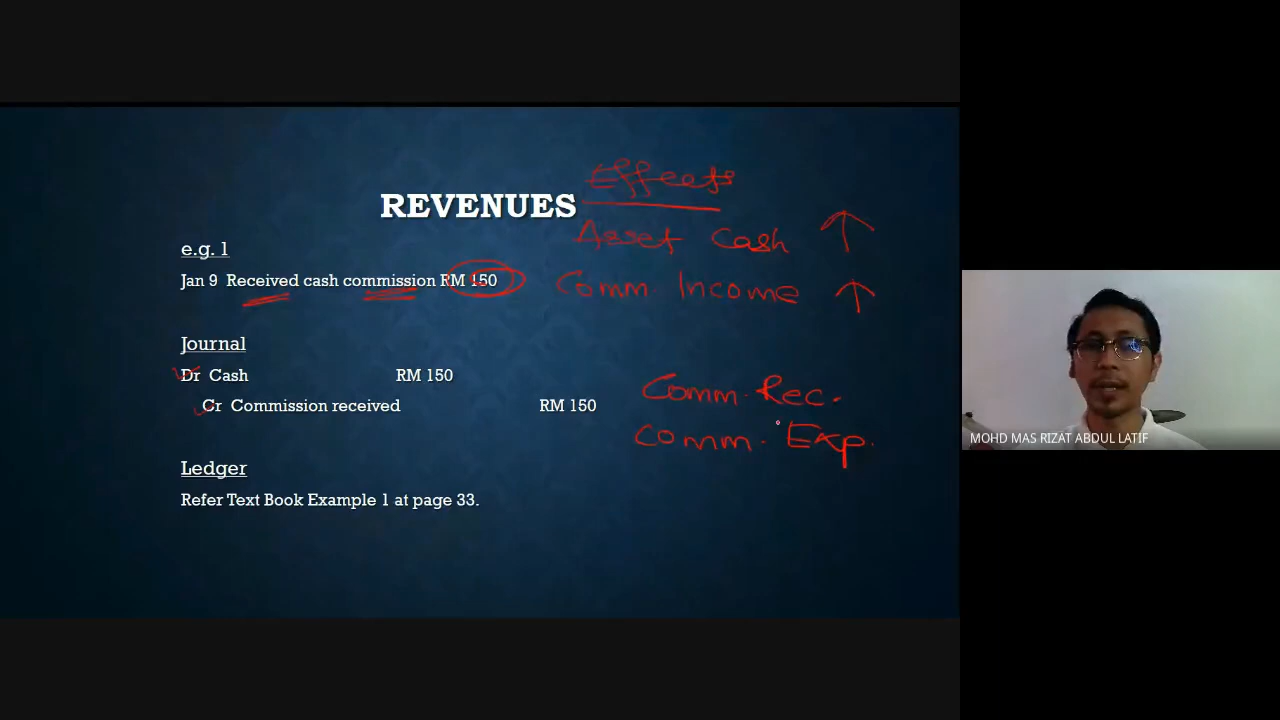 Effects
REVENUES
Asset Cash ↑
e.g. 1
Jan 9 Received cash commission RM 150
Comm. Income ↑
Journal
Dr Cash RM 150
Cr Commission received RM 150
Comm. Rec.
Comm. Exp.
Ledger
Refer Text Book Example 1 at page 33.
MOHD MAS RIZAT ABDUL LATIF